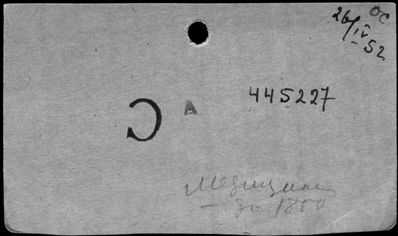 ОС
26/IV 52
445227
Э А
Медицина
– до 1850